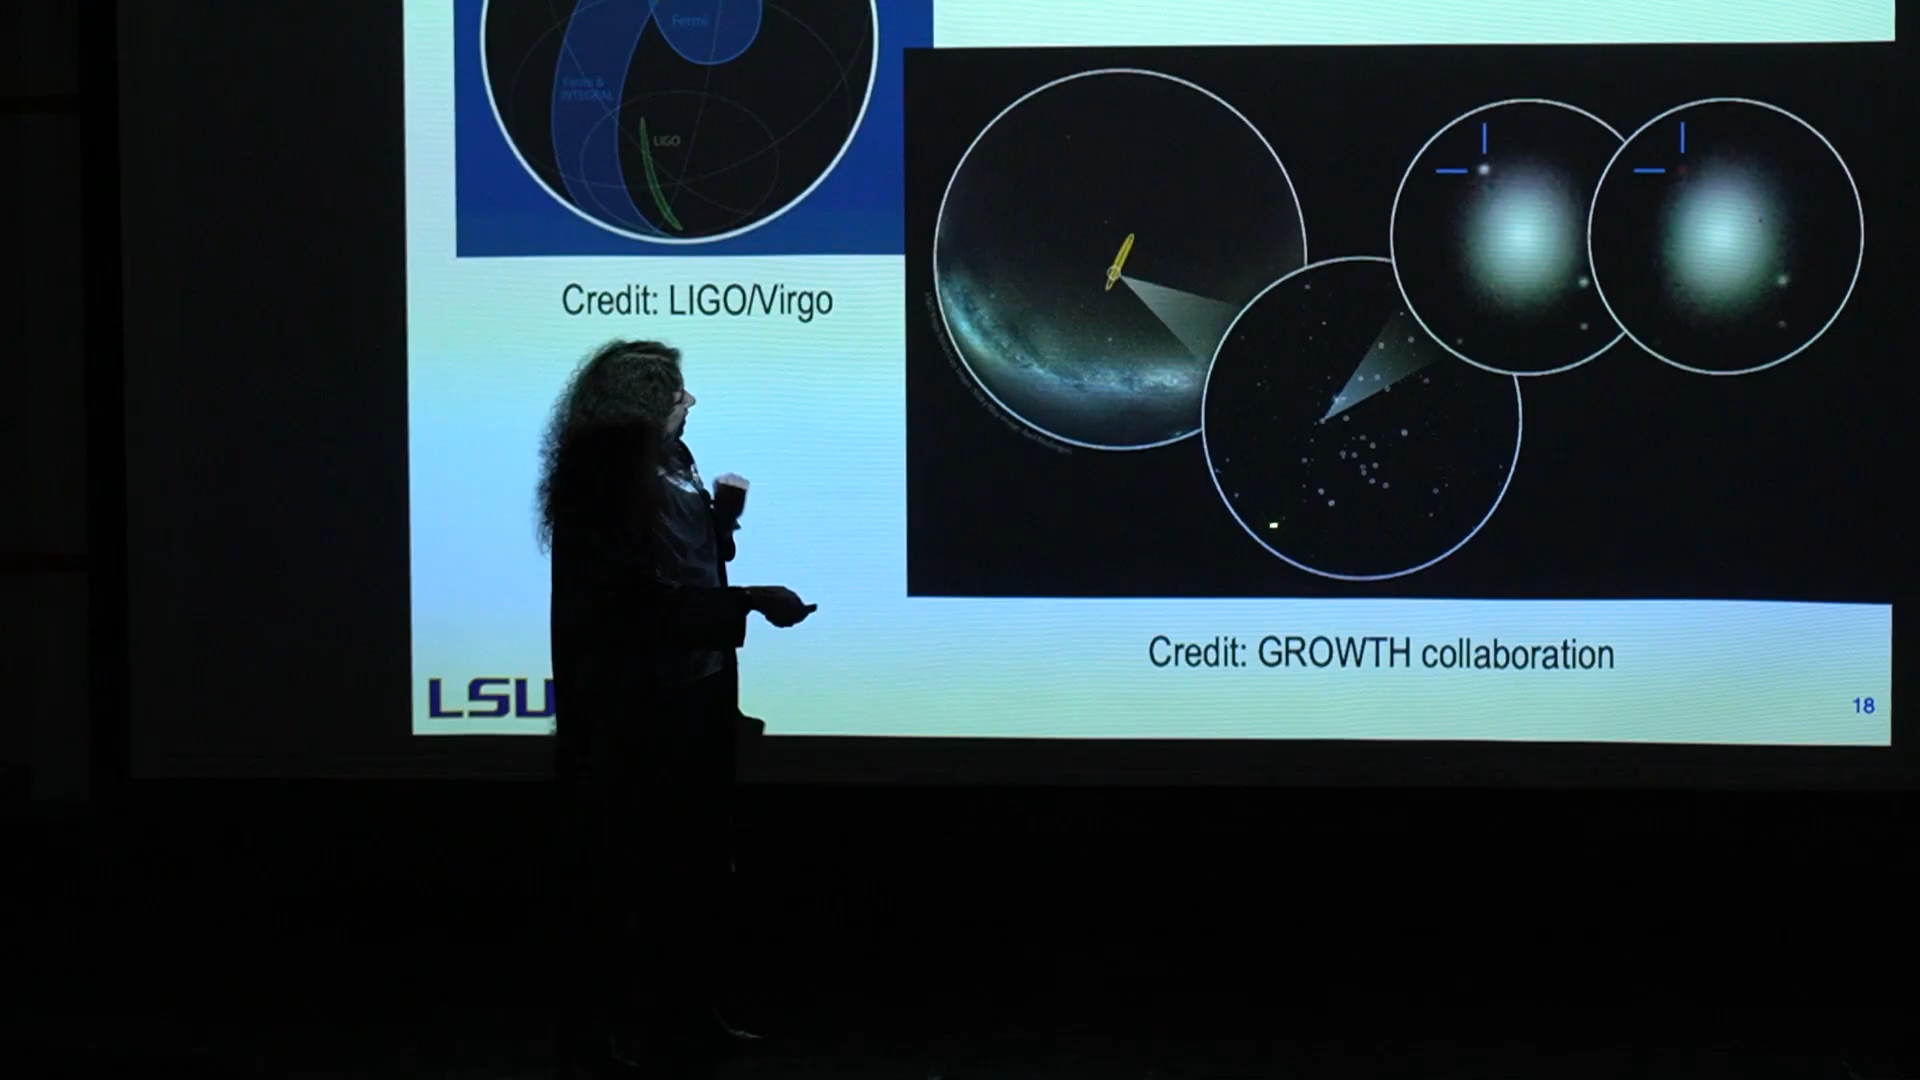 Fermi
Fermi &
INTEGRAL
LIGO
Credit: LIGO/Virgo
Credit: GROWTH collaboration
LSU
18